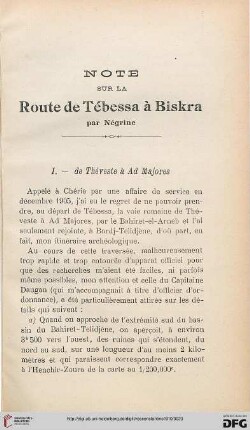 NOTE
SUR LA
Route de Tébessa à Biskra
par Négrine
I. — de Théveste à Ad Majores
Appelé à Chéria par une affaire de service en
décembre 1905, j'ai eu le regret de ne pouvoir pren-
dre, au départ de Tébessa, la voie romaine de Thé-
veste à Ad Majores, par le Bahiret-el-Arneb et l'ai
seulement rejointe, à Bordj-Telidjène, d'où part, en
fait, mon itinéraire archéologique.
Au cours de cette traversée, malheureusement
trop rapide et trop entourée d'apparat officiel pour
que des recherches m'aient été faciles, ni parfois
même possibles, mon attention et celle du Capitaine
Dangan (qui m'accompagnait à titre d'officier d'or-
donnance), a été particulièrement attirée sur les dé-
tails qui suivent :
a) Quand on approche de l'extrémité sud du bas-
sin du Bahiret-Telidjène, on aperçoit, à environ
3k500 vers l'ouest, des ruines qui s'étendent, du
nord au sud, sur une longueur d'au moins 2 kilo-
mètres et qui paraissent correspondre exactement
à l'Henchir-Zoura de la carte au 1/200,000e.
DFG